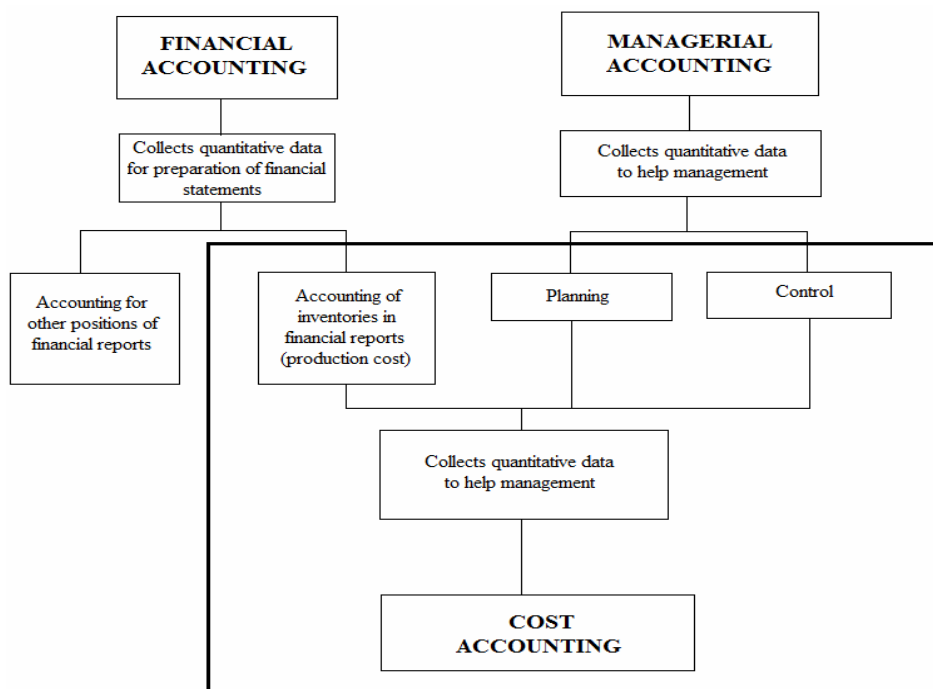 FINANCIAL
ACCOUNTING
MANAGERIAL
ACCOUNTING
Collects quantitative data
for preparation of financial
statements
Collects quantitative data
to help management
Accounting for
other positions of
financial reports
Accounting of
inventories in
financial reports
(production cost)
Planning
Control
Collects quantitative data
to help management
COST
ACCOUNTING